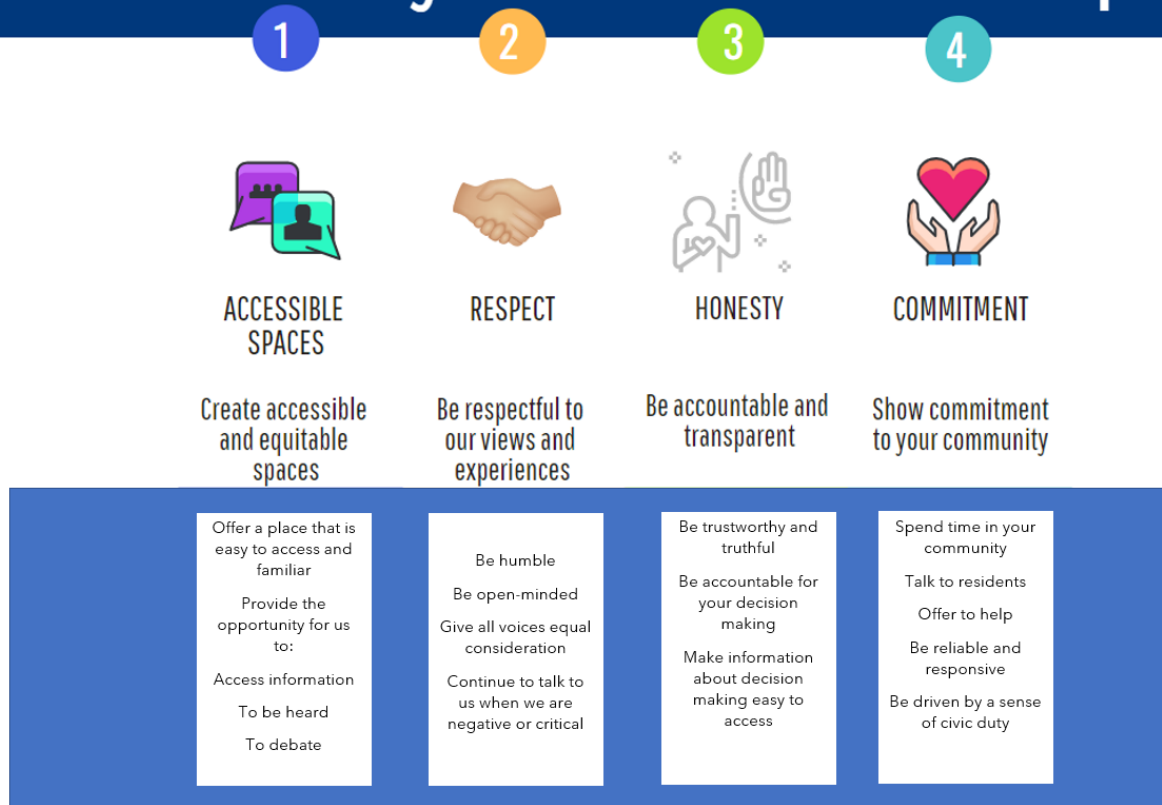 1
2
3
4
ACCESSIBLE
SPACES
Create accessible
and equitable
spaces
RESPECT
Be respectful to
our views and
experiences
HONESTY
Be accountable and
transparent
COMMITMENT
Show commitment
to your community
Offer a place that is
easy to access and
familiar
Provide the
opportunity for us
to:
Access information
To be heard
To debate
Be humble
Be open-minded
Give all voices equal
consideration
Continue to talk to
us when we are
negative or critical
Be trustworthy and
truthful
Be accountable for
your decision
making
Make information
about decision
making easy to
access
Spend time in your
community
Talk to residents
Offer to help
Be reliable and
responsive
Be driven by a sense
of civic duty